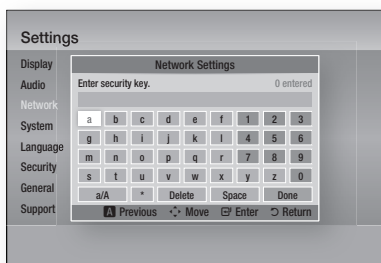 Settings
Display
Audio
Network
System
Language
Security
General
Support
Network Settings
Enter security key. 0 entered
a b c d e f 1 2 3
g h i j k l 4 5 6
m n o p q r 7 8 9
s t u v w x y z 0
a/A * Delete Space Done
A Previous Move Enter Return